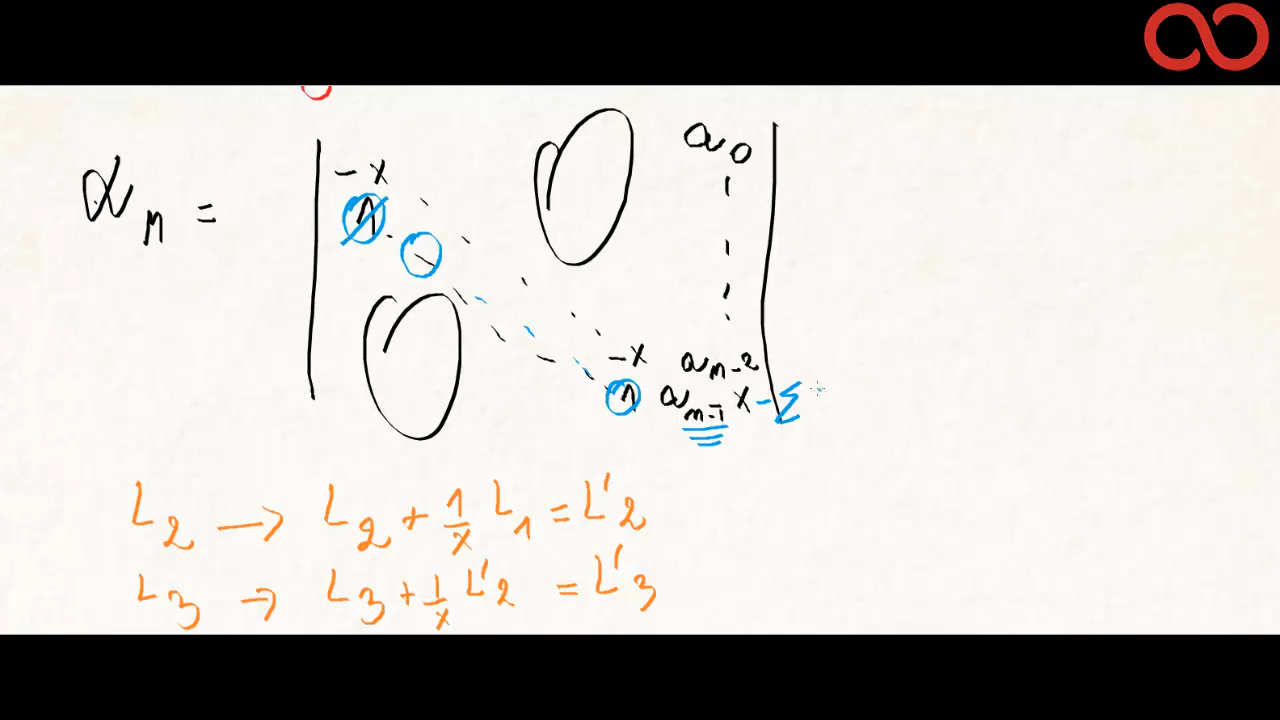 α_n = | -x 0 a_0 |
1
0 -x a_{n-2}
1 a_{n-1} x - Σ
L_2 → L_2 + 1/x L_1 = L'_2
L_3 → L_3 + 1/x L'_2 = L'_3